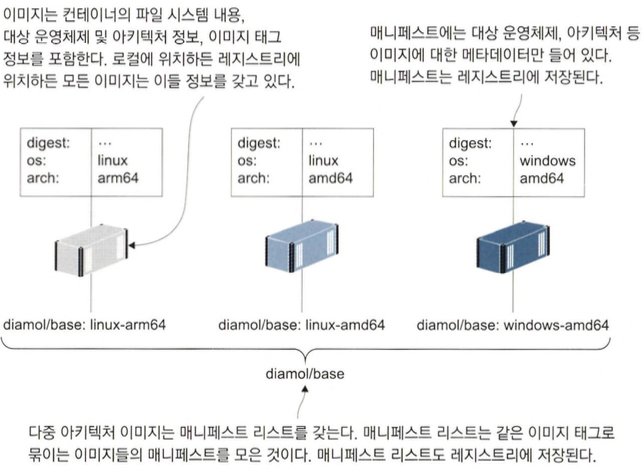 이미지는 컨테이너의 파일 시스템 내용,
대상 운영체제 및 아키텍처 정보, 이미지 태그
정보를 포함한다. 로컬에 위치하든 레지스트리에
위치하든 모든 이미지는 이들 정보를 갖고 있다.
매니페스트에는 대상 운영체제, 아키텍처 등
이미지에 대한 메타데이터만 들어 있다.
매니페스트는 레지스트리에 저장된다.
digest: …
os: linux
arch: arm64
digest: …
os: linux
arch: amd64
digest: …
os: windows
arch: amd64
diamol/base: linux-arm64
diamol/base: linux-amd64
diamol/base: windows-amd64
diamol/base
다중 아키텍처 이미지는 매니페스트 리스트를 갖는다. 매니페스트 리스트는 같은 이미지 태그로
묶이는 이미지들의 매니페스트를 모은 것이다. 매니페스트 리스트도 레지스트리에 저장된다.